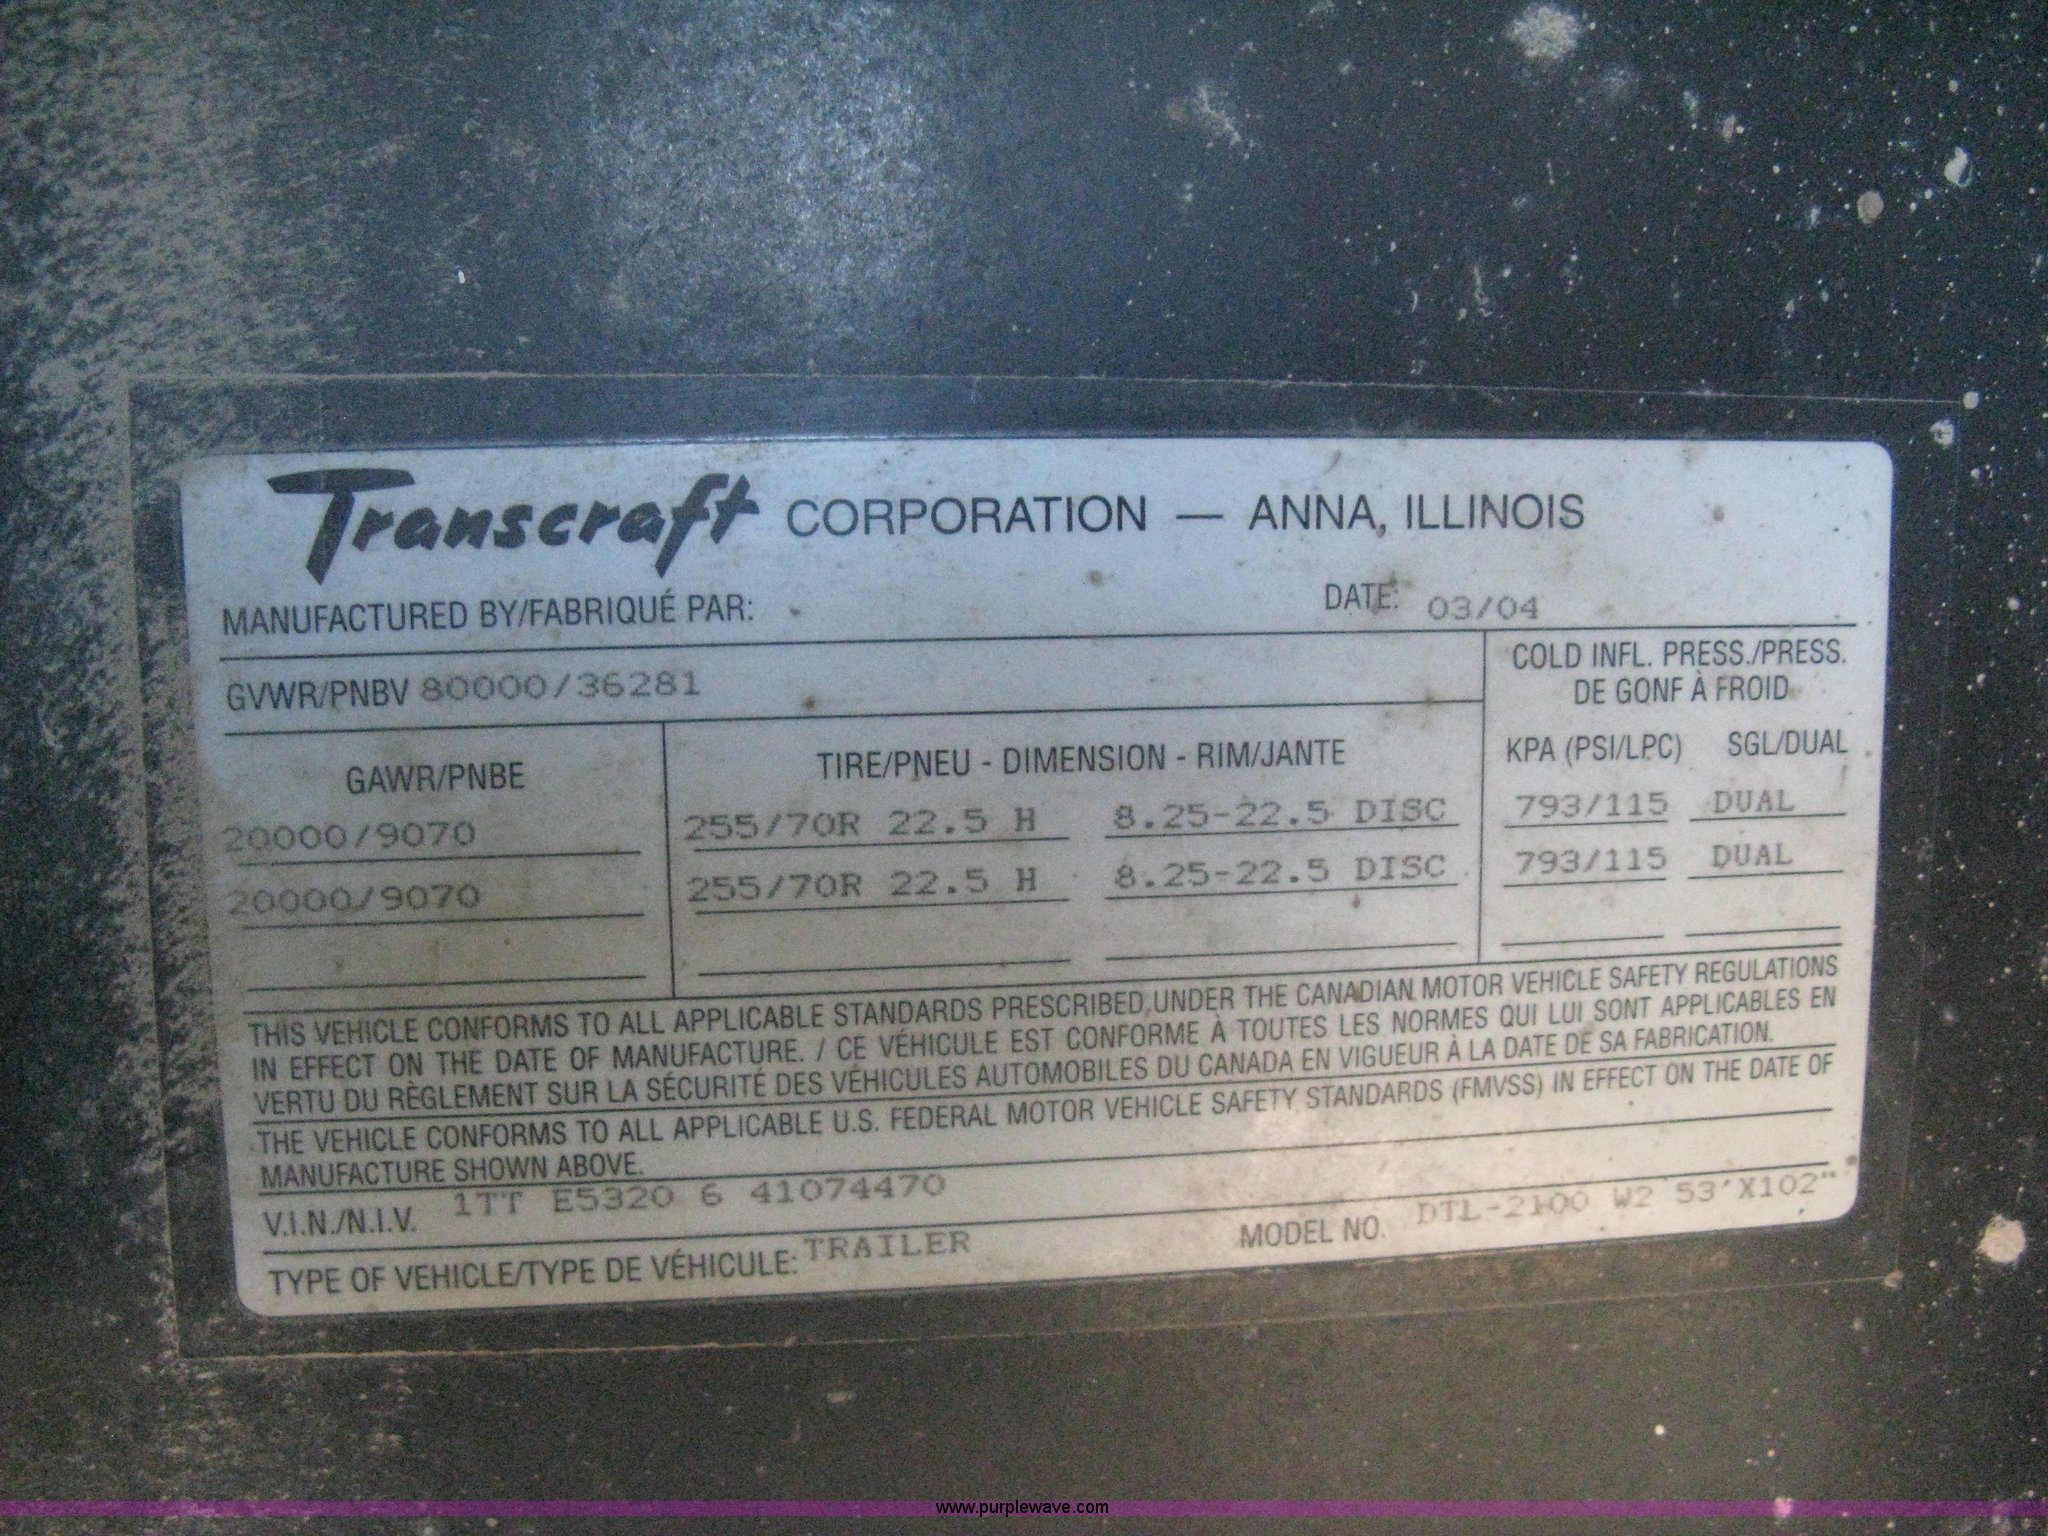 Transcraft CORPORATION — ANNA, ILLINOIS
MANUFACTURED BY/FABRIQUÉ PAR: DATE: 03/04
GVWR/PNBV 80000/36281
COLD INFL. PRESS./PRESS.
DE GONF À FROID
GAWR/PNBE TIRE/PNEU - DIMENSION - RIM/JANTE KPA (PSI/LPC) SGL/DUAL
20000/9070 255/70R 22.5 H 8.25-22.5 DISC 793/115 DUAL
20000/9070 255/70R 22.5 H 8.25-22.5 DISC 793/115 DUAL
THIS VEHICLE CONFORMS TO ALL APPLICABLE STANDARDS PRESCRIBED UNDER THE CANADIAN MOTOR VEHICLE SAFETY REGULATIONS
IN EFFECT ON THE DATE OF MANUFACTURE. / CE VÉHICULE EST CONFORME À TOUTES LES NORMES QUI LUI SONT APPLICABLES EN
VERTU DU RÈGLEMENT SUR LA SÉCURITÉ DES VÉHICULES AUTOMOBILES DU CANADA EN VIGUEUR À LA DATE DE SA FABRICATION.
THE VEHICLE CONFORMS TO ALL APPLICABLE U.S. FEDERAL MOTOR VEHICLE SAFETY STANDARDS (FMVSS) IN EFFECT ON THE DATE OF
MANUFACTURE SHOWN ABOVE.
V.I.N./N.I.V. 1TT E5320 6 41074470
TYPE OF VEHICLE/TYPE DE VÉHICULE: TRAILER MODEL NO. DTL-2100 W2 53'X102"
www.purplewave.com